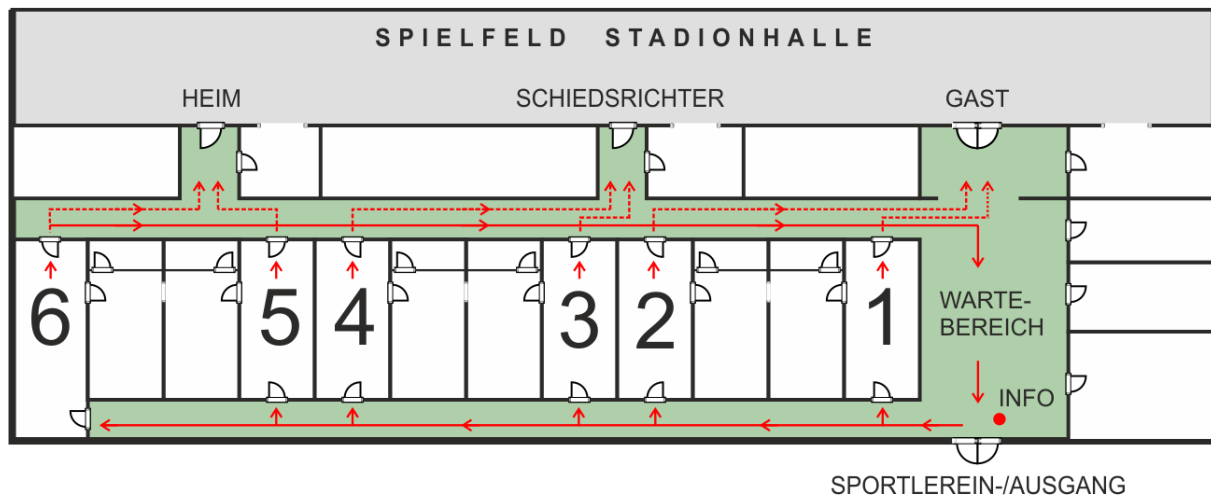 SPIELFELD STADIONHALLE
HEIM
SCHIEDSRICHTER
GAST
6
5
4
3
2
1
WARTE-
BEREICH
INFO
SPORTLEREIN-/AUSGANG